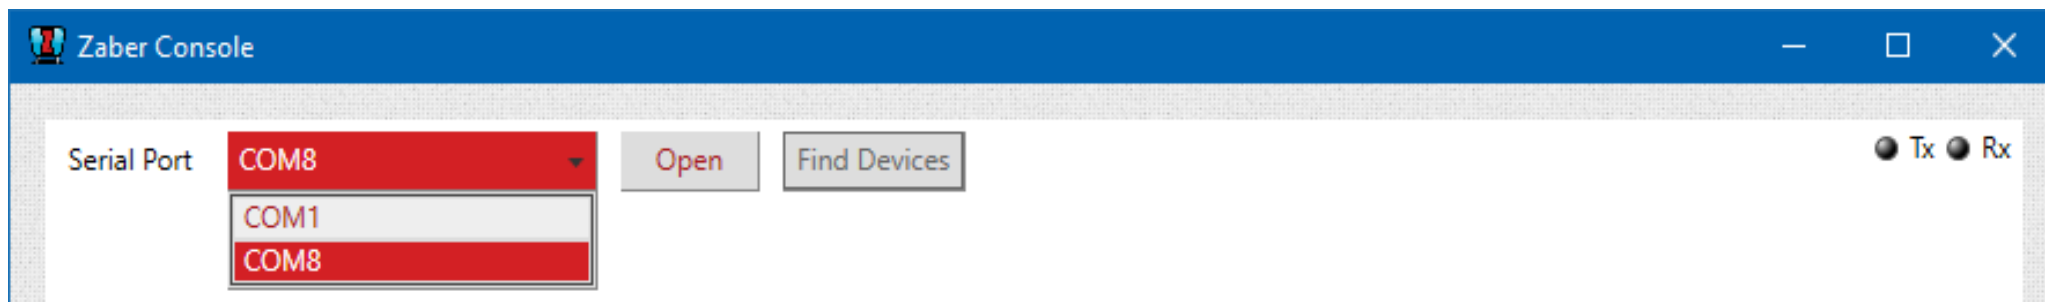 Zaber Console
Serial Port COM8 Open Find Devices Tx Rx
COM1
COM8